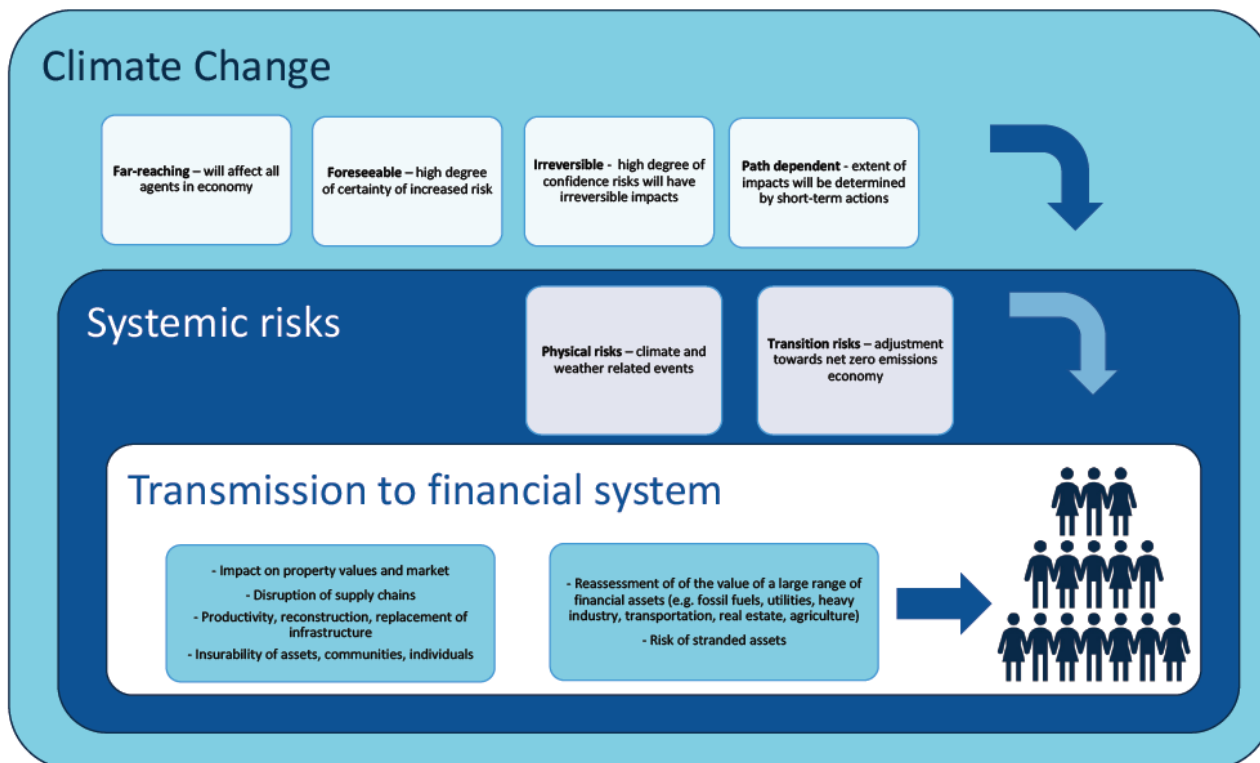 Climate Change
Far-reaching – will affect all
agents in economy
Foreseeable – high degree
of certainty of increased risk
Irreversible - high degree of
confidence risks will have
irreversible impacts
Path dependent - extent of
impacts will be determined
by short-term actions
Systemic risks
Physical risks – climate and
weather related events
Transition risks – adjustment
towards net zero emissions
economy
Transmission to financial system
- Impact on property values and market
- Disruption of supply chains
- Productivity, reconstruction, replacement of
infrastructure
- Insurability of assets, communities, individuals
- Reassessment of of the value of a large range of
financial assets (e.g. fossil fuels, utilities, heavy
industry, transportation, real estate, agriculture)
- Risk of stranded assets